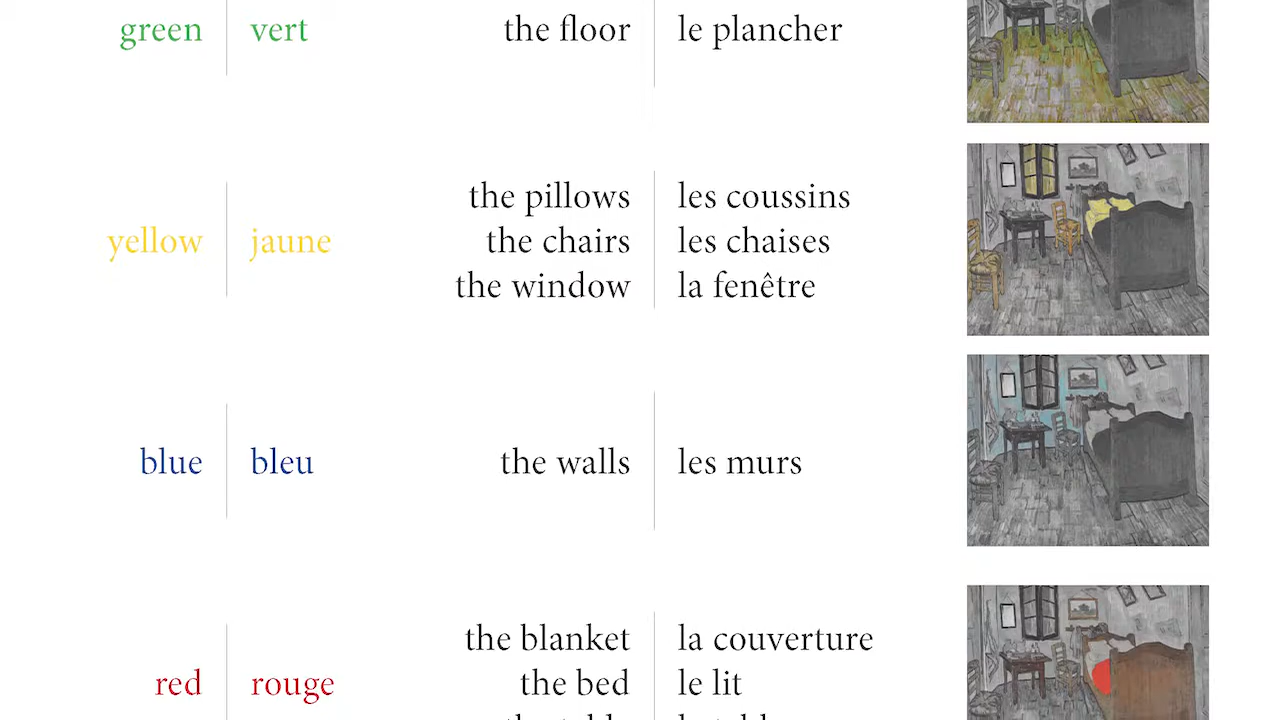 green vert the floor le plancher
the pillows les coussins
yellow jaune the chairs les chaises
the window la fenêtre
blue bleu the walls les murs
the blanket la couverture
red rouge the bed le lit